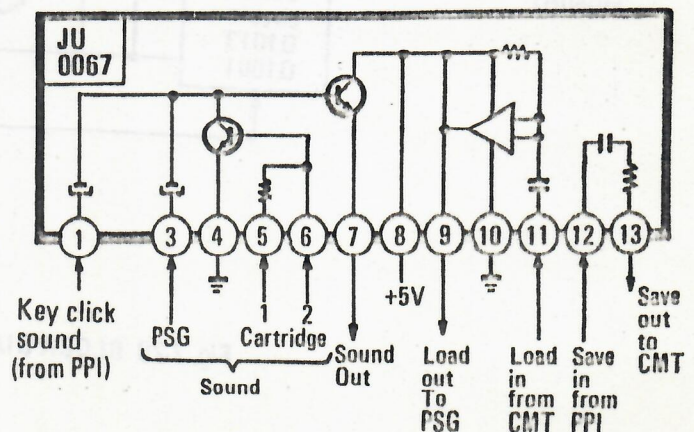 JU
0067
1
3
4
5
6
7
8
9
10
11
12
13
Key click
sound
(from PPI)
PSG
1
2
Cartridge
Sound
Sound
Out
+5V
Load
out
To
PSG
Load
in
from
CMT
Save
in
from
PPI
Save
out
to
CMT